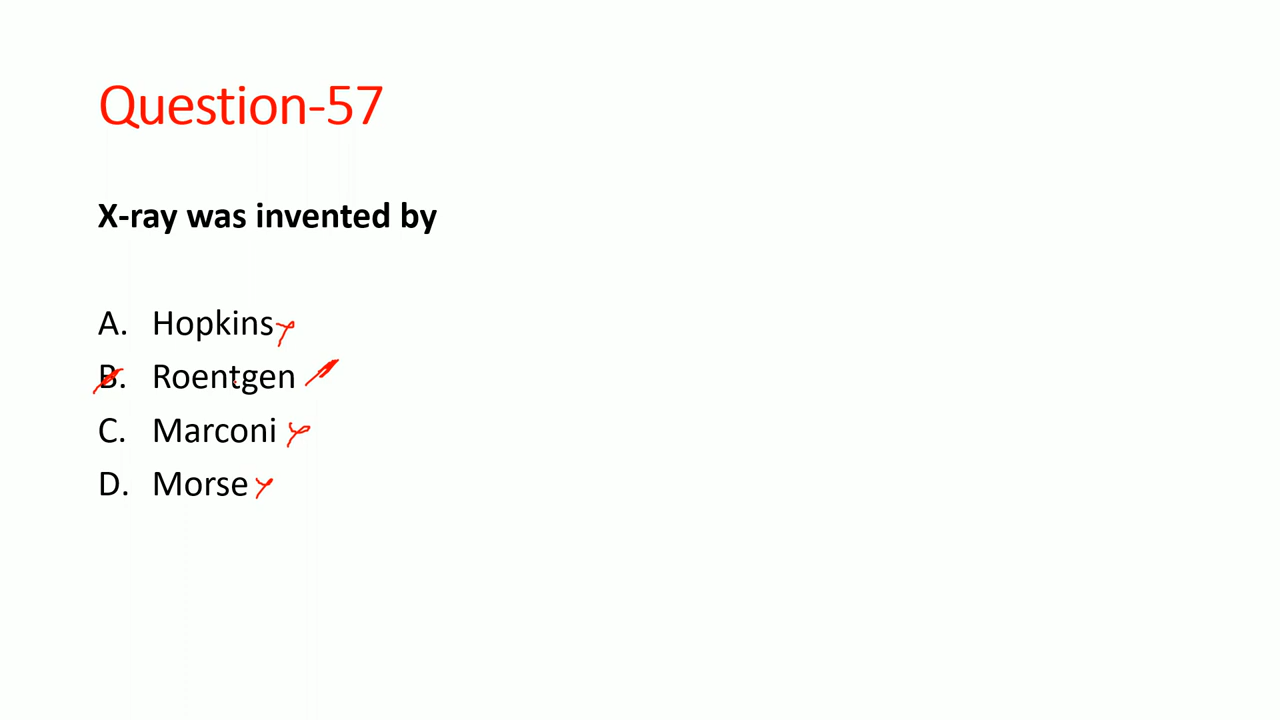 Question-57
X-ray was invented by
A. Hopkins
B. Roentgen
C. Marconi
D. Morse